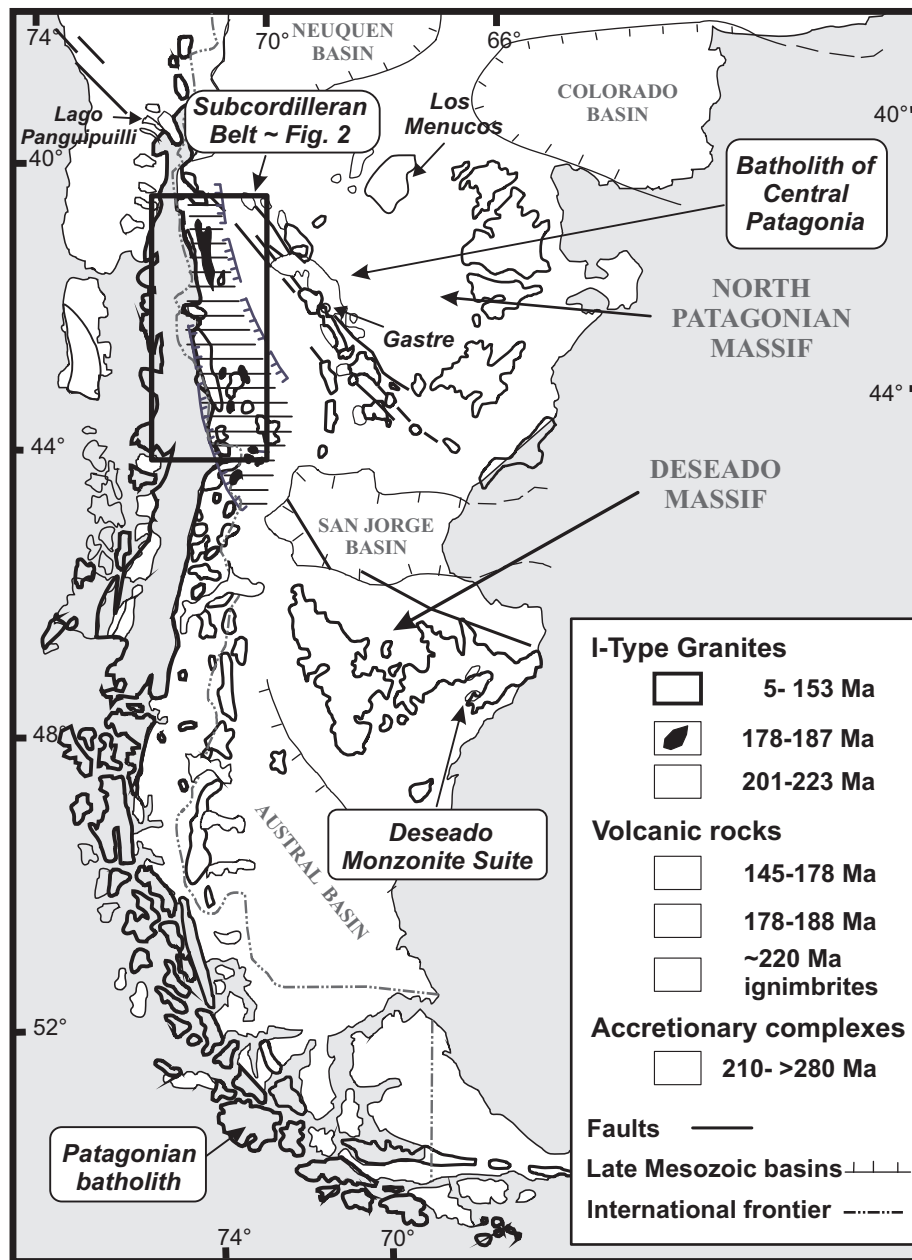 74°
70°
66°
NEUQUEN
BASIN
COLORADO
BASIN
40°
Lago
Panguipuilli
Subcordilleran
Belt ~ Fig. 2
Los
Menucos
40°
Batholith of
Central
Patagonia
NORTH
PATAGONIAN
MASSIF
Gastre
44°
44°
DESEADO
MASSIF
SAN JORGE
BASIN
48°
AUSTRAL BASIN
Deseado
Monzonite Suite
52°
Patagonian
batholith
74°
70°
I-Type Granites
5- 153 Ma
178-187 Ma
201-223 Ma
Volcanic rocks
145-178 Ma
178-188 Ma
~220 Ma
ignimbrites
Accretionary complexes
210- >280 Ma
Faults
Late Mesozoic basins
International frontier